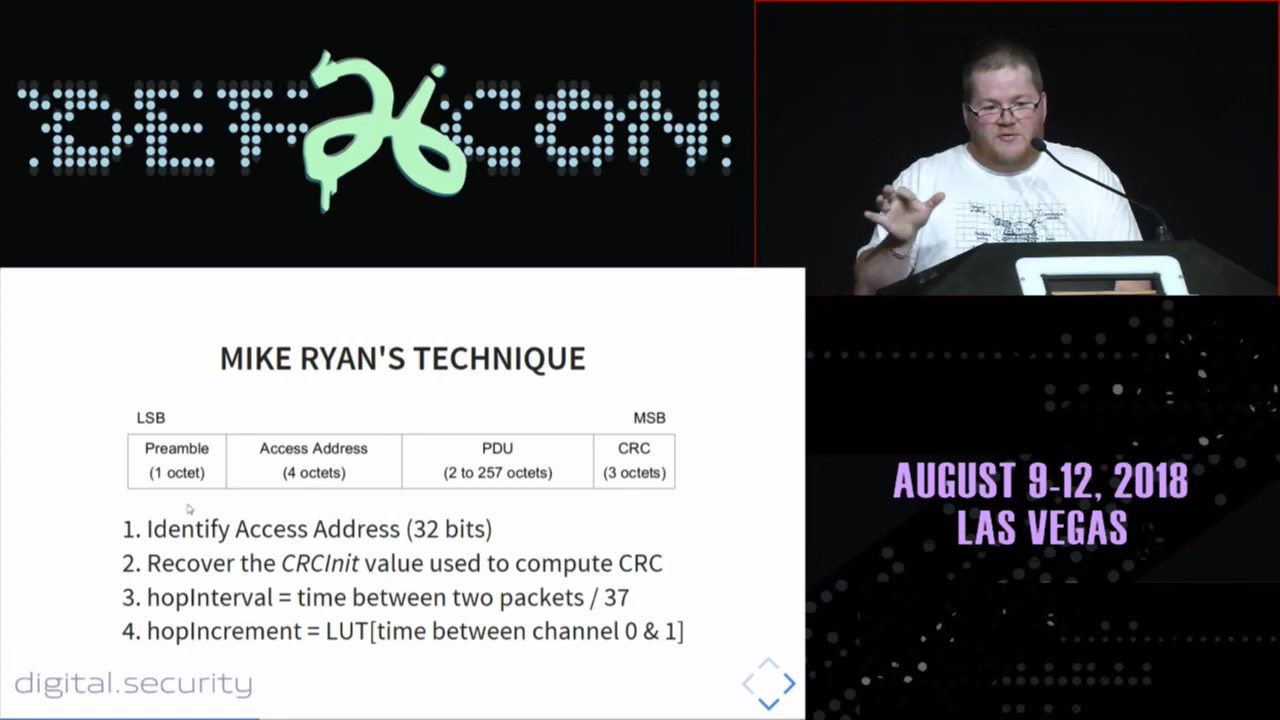 DEF 26 CON
MIKE RYAN'S TECHNIQUE
LSB MSB
Preamble Access Address PDU CRC
(1 octet) (4 octets) (2 to 257 octets) (3 octets)
1. Identify Access Address (32 bits)
2. Recover the CRCInit value used to compute CRC
3. hopInterval = time between two packets / 37
4. hopIncrement = LUT[time between channel 0 & 1]
digital.security
AUGUST 9-12, 2018
LAS VEGAS